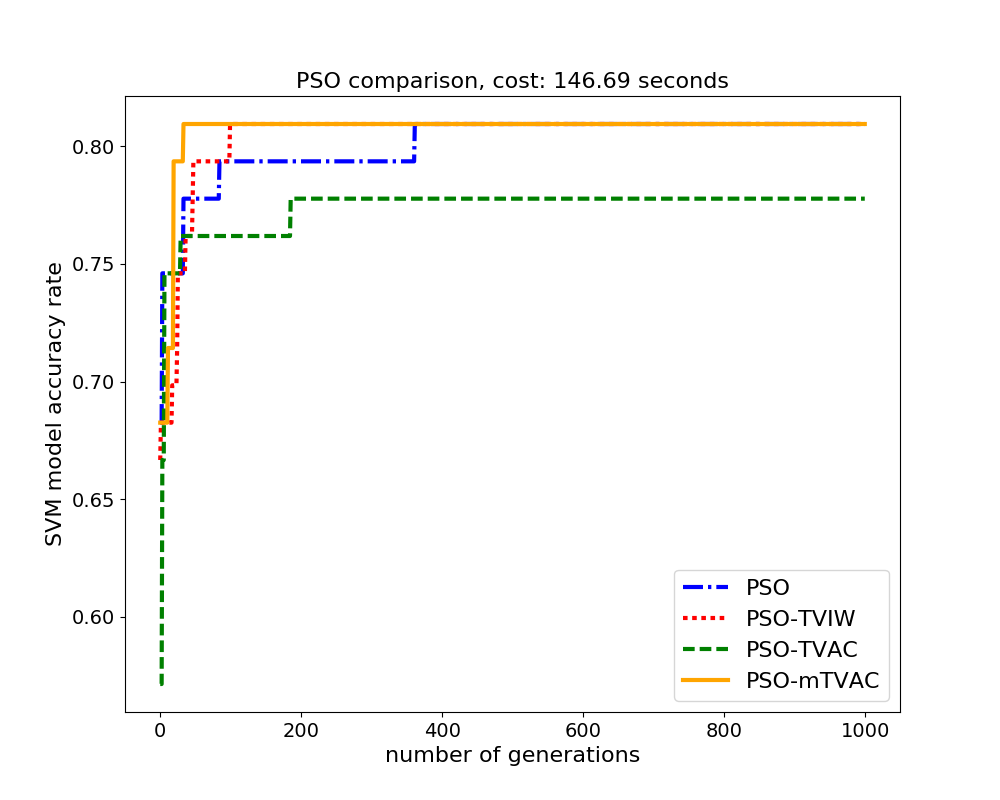 PSO comparison, cost: 146.69 seconds
SVM model accuracy rate
0.80
0.75
0.70
0.65
0.60
0
200
400
600
800
1000
number of generations
PSO
PSO-TVIW
PSO-TVAC
PSO-mTVAC